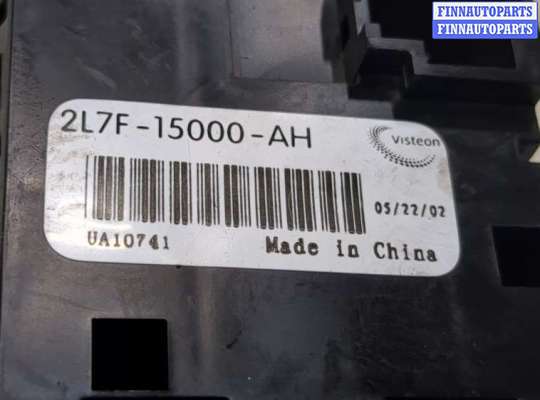 FINNAUTOPARTS
FINNAUTOPARTS
2L7F-15000-AH
Visteon
05/22/02
UA10741
Made in China